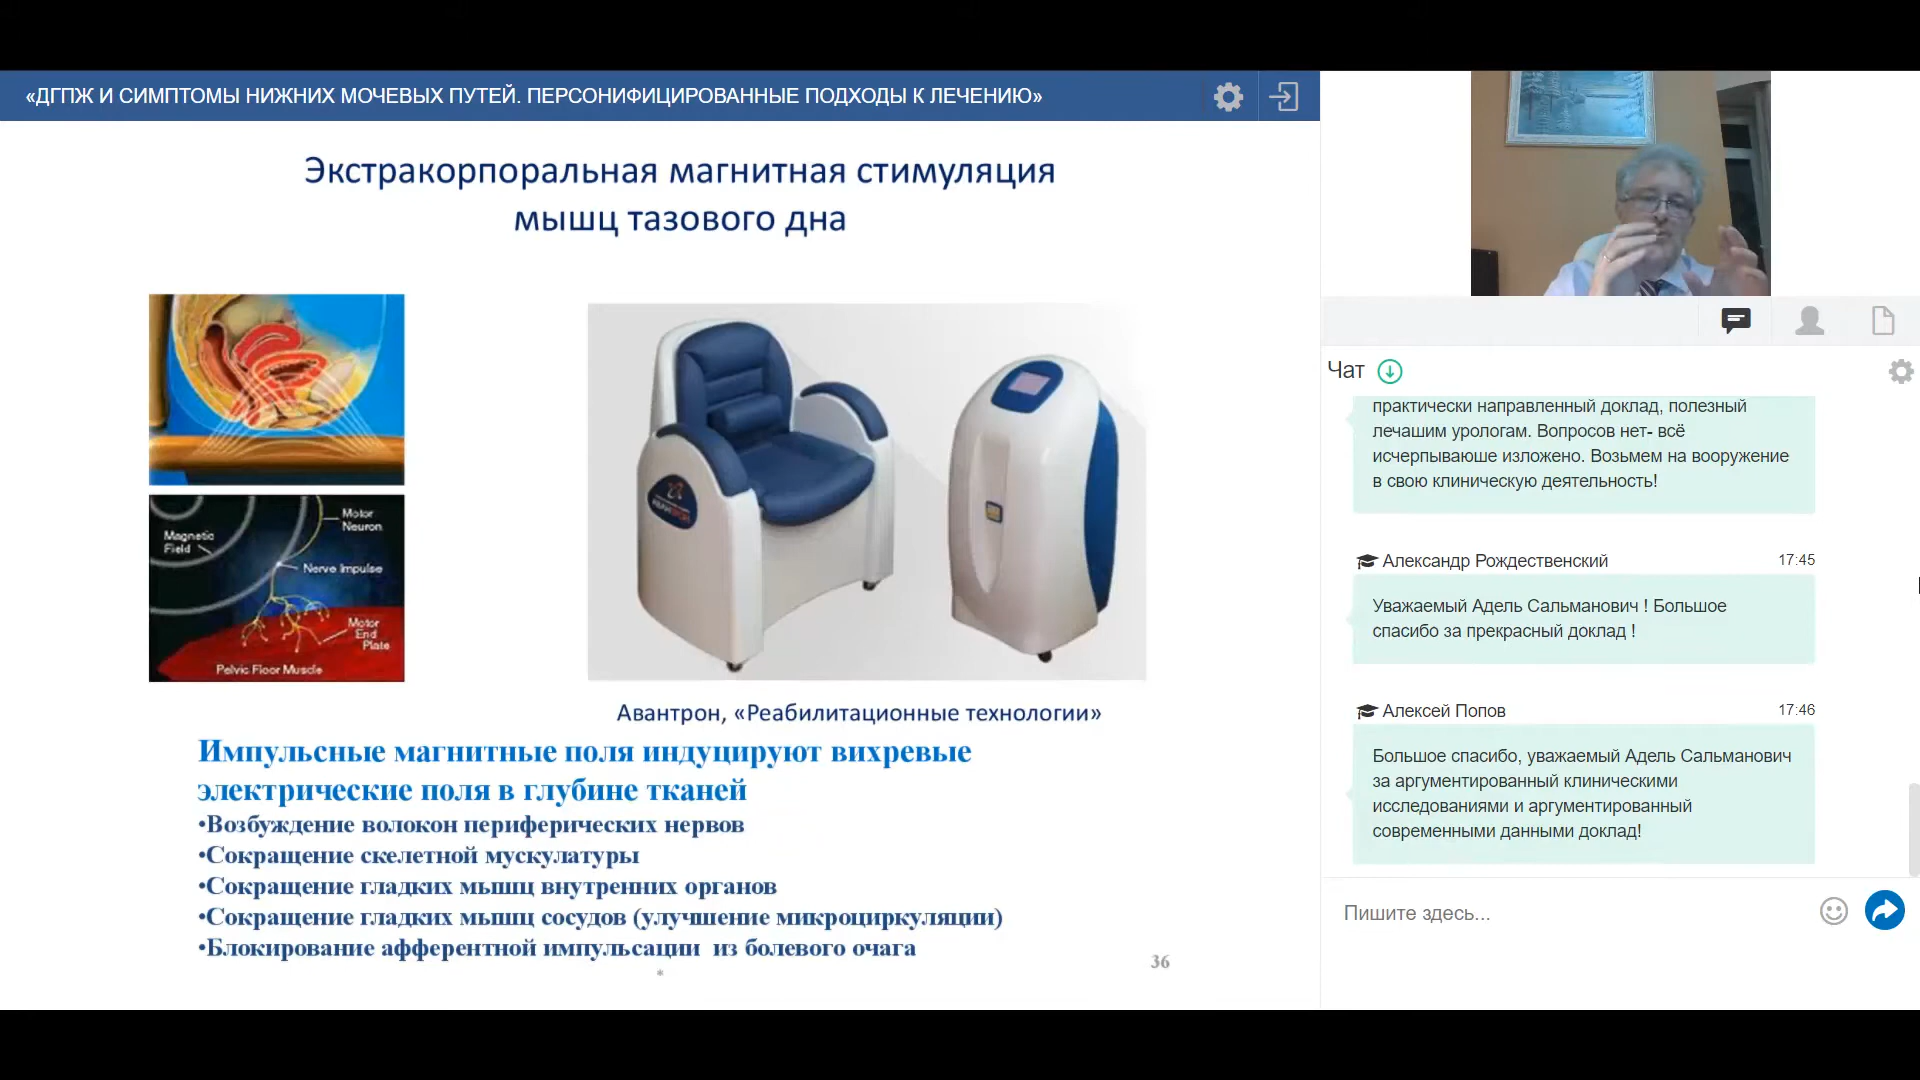 «ДГПЖ И СИМПТОМЫ НИЖНИХ МОЧЕВЫХ ПУТЕЙ. ПЕРСОНИФИЦИРОВАННЫЕ ПОДХОДЫ К ЛЕЧЕНИЮ»
Экстракорпоральная магнитная стимуляция
мышц тазового дна
Magnetic
Field
Motor
Neuron
Nerve Impulse
Motor
End
Plate
Pelvic Floor Muscle
Авантрон, «Реабилитационные технологии»
Импульсные магнитные поля индуцируют вихревые
электрические поля в глубине тканей
•Возбуждение волокон периферических нервов
•Сокращение скелетной мускулатуры
•Сокращение гладких мышц внутренних органов
•Сокращение гладких мышц сосудов (улучшение микроциркуляции)
•Блокирование афферентной импульсации из болевого очага
*
36
Чат
практически направленный доклад, полезный
лечашим урологам. Вопросов нет- всё
исчерпываюше изложено. Возьмем на вооружение
в свою клиническую деятельность!
Александр Рождественский 17:45
Уважаемый Адель Сальманович ! Большое
спасибо за прекрасный доклад !
Алексей Попов 17:46
Большое спасибо, уважаемый Адель Сальманович
за аргументированный клиническими
исследованиями и аргументированный
современными данными доклад!
Пишите здесь...